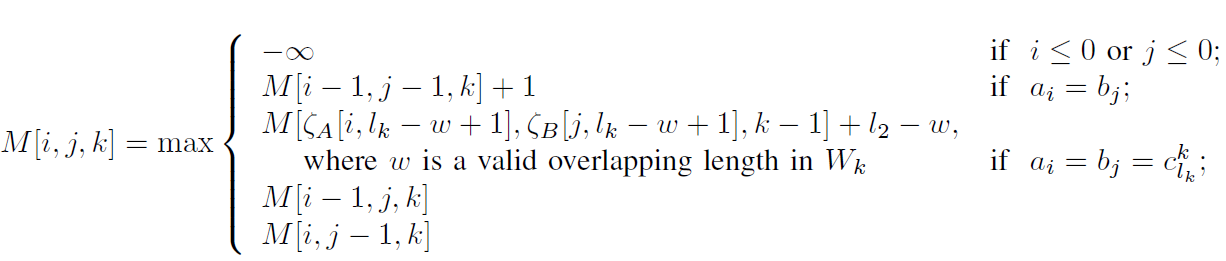 −∞ if i ≤ 0 or j ≤ 0;
M[i − 1, j − 1, k] + 1 if a_i = b_j;
M[i, j, k] = max { M[ζ_A[i, l_k − w + 1], ζ_B[j, l_k − w + 1], k − 1] + l_2 − w,
where w is a valid overlapping length in W_k if a_i = b_j = c^k_{l_k};
M[i − 1, j, k]
M[i, j − 1, k]